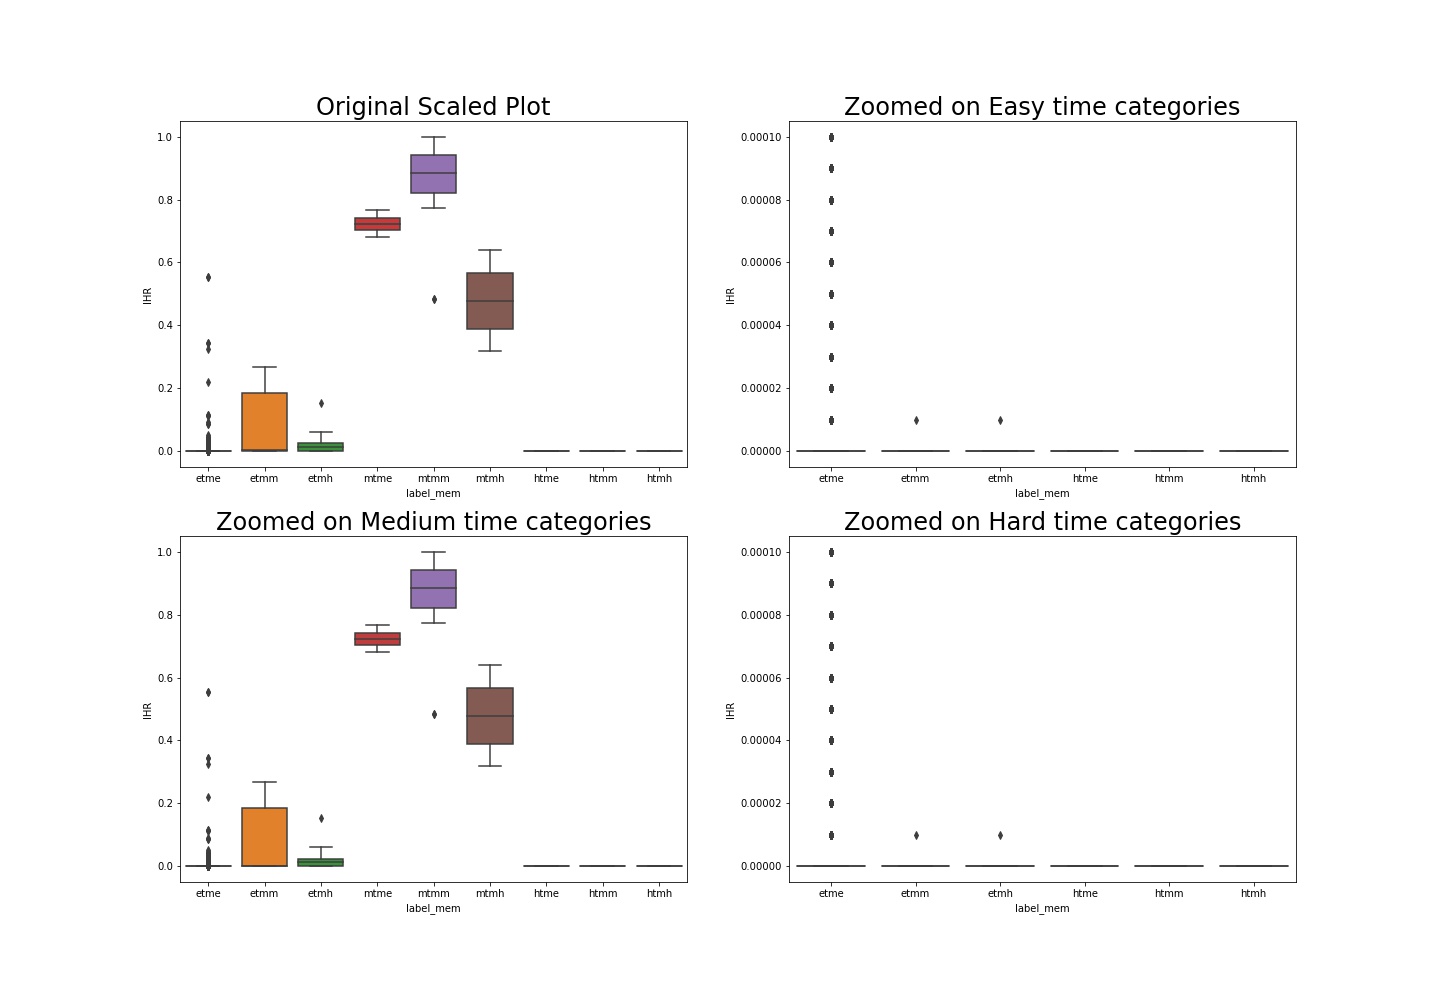 Original Scaled Plot
1.0
0.8
0.6
0.4
0.2
0.0
IHR
etme etmm etmh mtme mtmm mtmh htme htmm htmh
label_mem
Zoomed on Easy time categories
0.00010
0.00008
0.00006
0.00004
0.00002
0.00000
IHR
etme etmm etmh htme htmm htmh
label_mem
Zoomed on Medium time categories
1.0
0.8
0.6
0.4
0.2
0.0
IHR
etme etmm etmh mtme mtmm mtmh htme htmm htmh
label_mem
Zoomed on Hard time categories
0.00010
0.00008
0.00006
0.00004
0.00002
0.00000
IHR
etme etmm etmh htme htmm htmh
label_mem